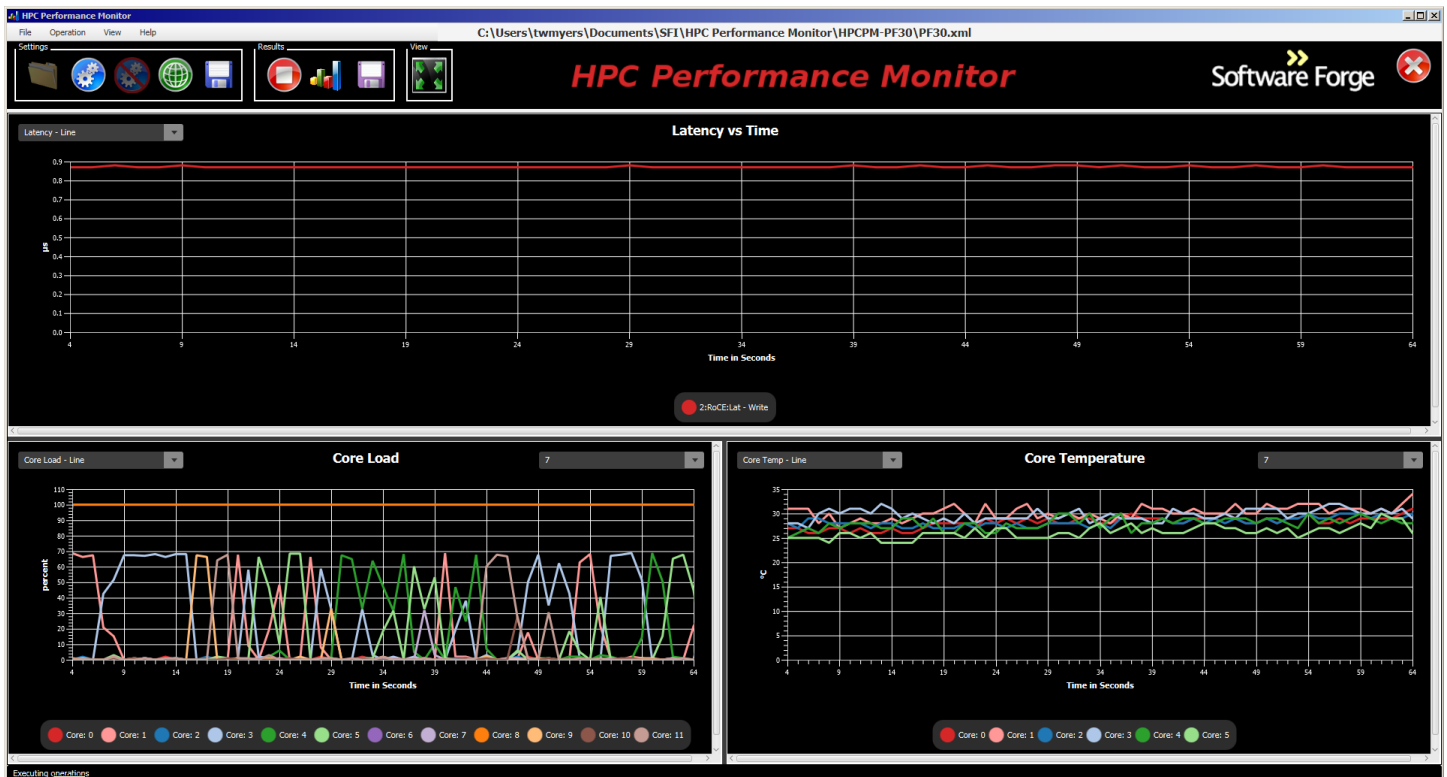 HPC Performance Monitor
File Operation View Help C:\Users\twmyers\Documents\SFI\HPC Performance Monitor\HPCPM-PF30\PF30.xml
Settings Results View
HPC Performance Monitor
Software Forge
Latency - Line Latency vs Time
0.9
0.8
0.7
0.6
0.5
0.4
0.3
0.2
0.1
0.0
µs
4 9 14 19 24 29 34 39 44 49 54 59 64
Time in Seconds
2:RoCE:Lat - Write
Core Load - Line Core Load 7
110
100
90
80
70
60
50
40
30
20
10
0
percent
4 9 14 19 24 29 34 39 44 49 54 59 64
Time in Seconds
Core: 0 Core: 1 Core: 2 Core: 3 Core: 4 Core: 5 Core: 6 Core: 7 Core: 8 Core: 9 Core: 10 Core: 11
Core Temp - Line Core Temperature 7
35
30
25
20
15
10
5
0
°C
4 9 14 19 24 29 34 39 44 49 54 59 64
Time in Seconds
Core: 0 Core: 1 Core: 2 Core: 3 Core: 4 Core: 5
Executing operations